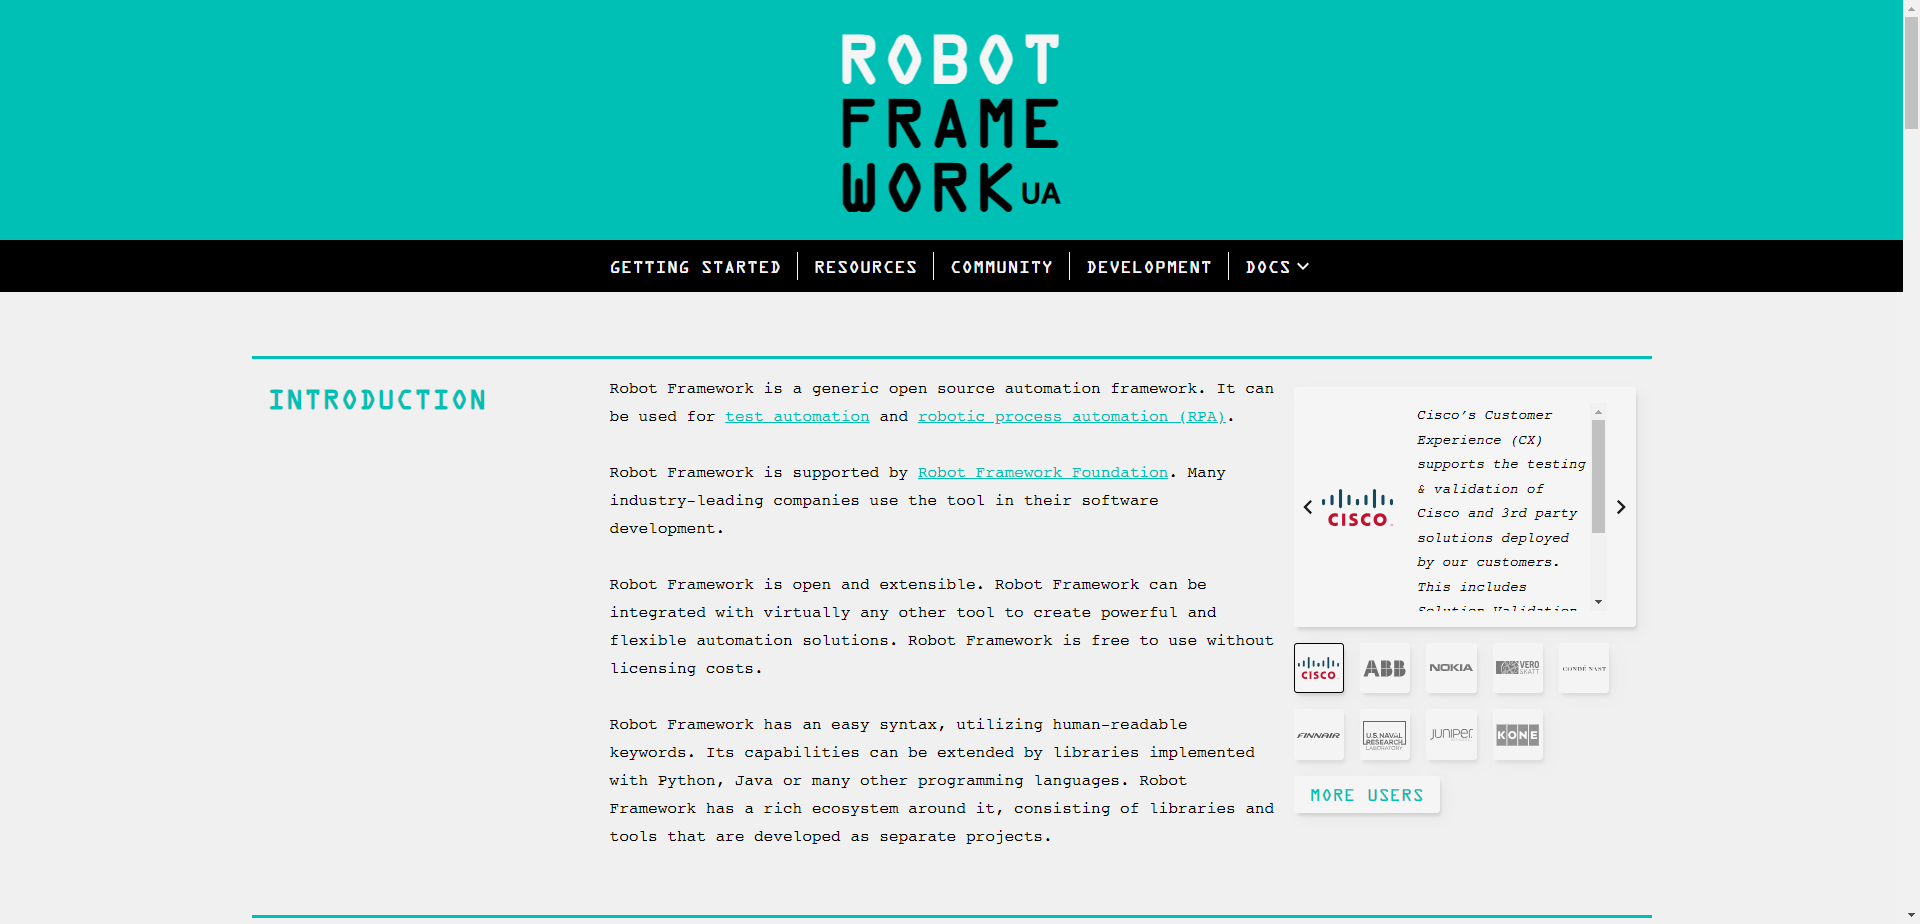 ROBOT
FRAME
WORK UA
GETTING STARTED
RESOURCES
COMMUNITY
DEVELOPMENT
DOCS
INTRODUCTION
Robot Framework is a generic open source automation framework. It can
be used for test automation and robotic process automation (RPA).
Robot Framework is supported by Robot Framework Foundation. Many
industry-leading companies use the tool in their software
development.
Robot Framework is open and extensible. Robot Framework can be
integrated with virtually any other tool to create powerful and
flexible automation solutions. Robot Framework is free to use without
licensing costs.
Robot Framework has an easy syntax, utilizing human-readable
keywords. Its capabilities can be extended by libraries implemented
with Python, Java or many other programming languages. Robot
Framework has a rich ecosystem around it, consisting of libraries and
tools that are developed as separate projects.
CISCO
Cisco’s Customer
Experience (CX)
supports the testing
& validation of
Cisco and 3rd party
solutions deployed
by our customers.
This includes
Solution Validation
CISCO
ABB
NOKIA
VERO
SKATT
CONDÉ NAST
FINNAIR
U.S. NAVAL
RESEARCH
LABORATORY
JUNIPER
KONE
MORE USERS